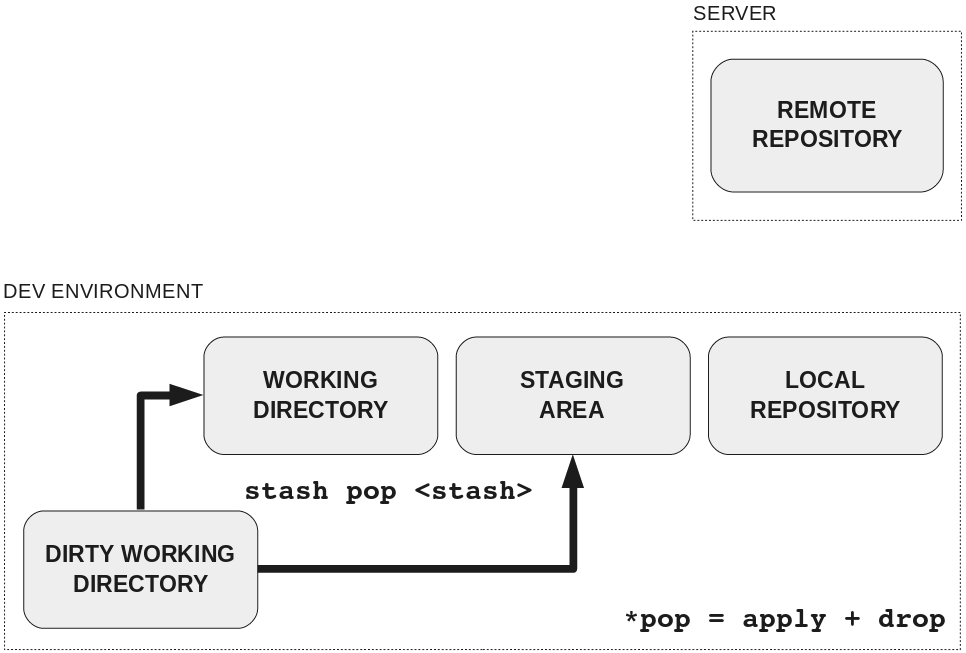 SERVER
REMOTE
REPOSITORY
DEV ENVIRONMENT
WORKING
DIRECTORY
STAGING
AREA
LOCAL
REPOSITORY
stash pop <stash>
DIRTY WORKING
DIRECTORY
*pop = apply + drop